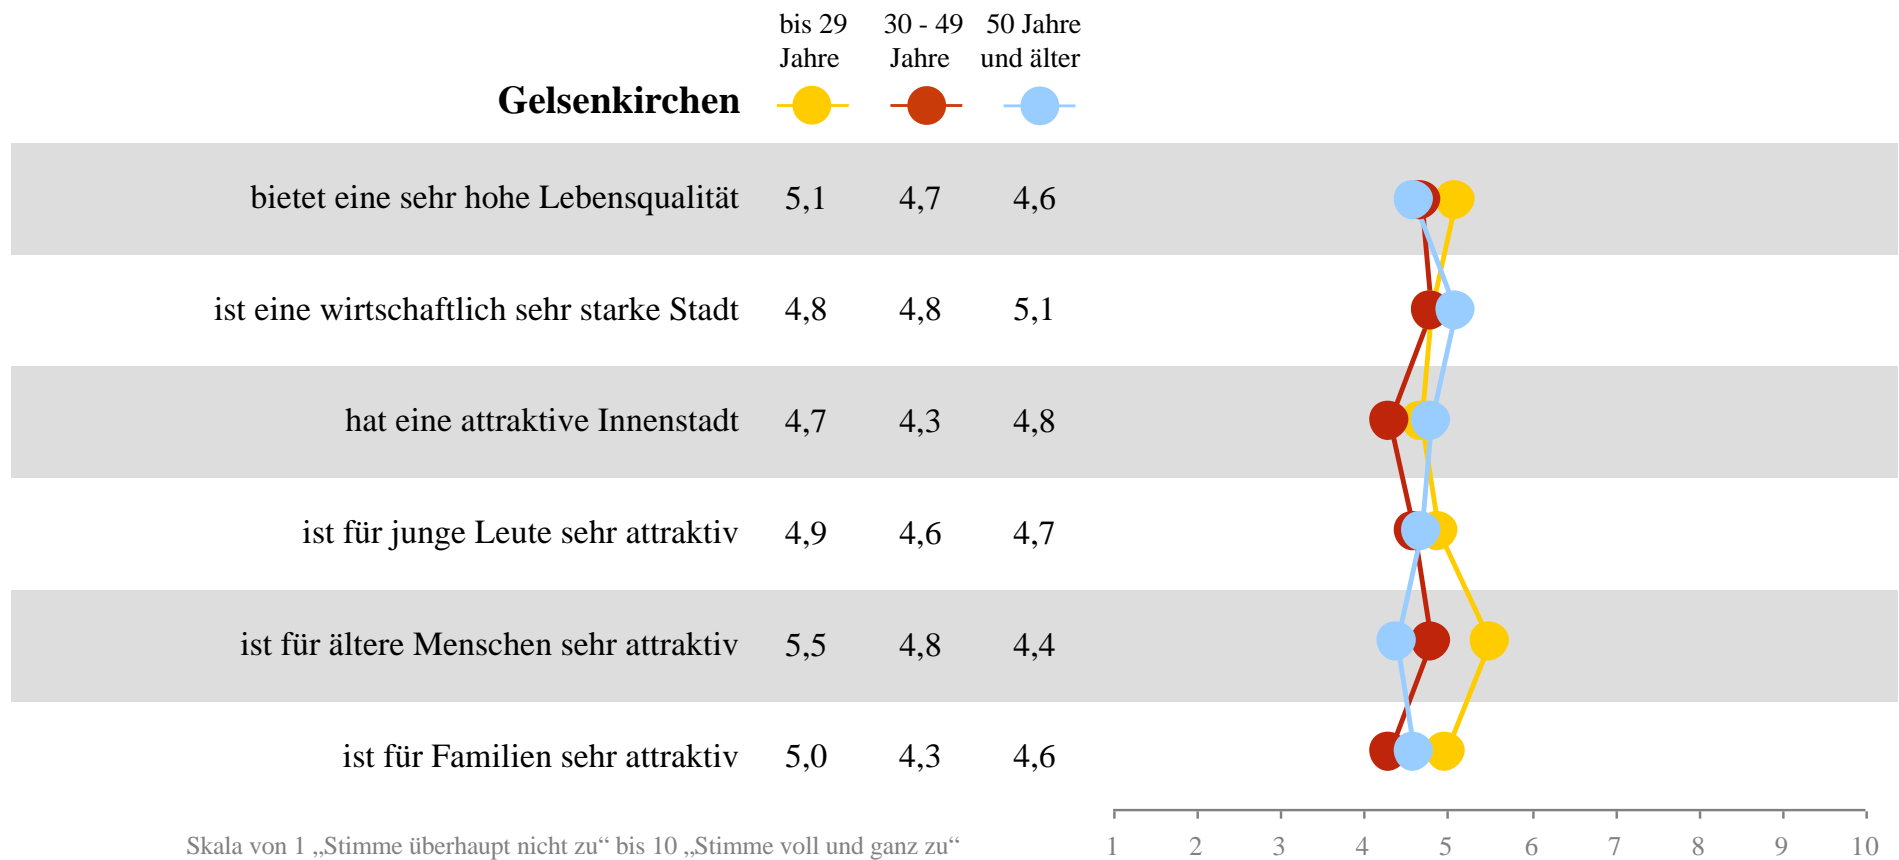 bis 29 30 - 49 50 Jahre
Jahre Jahre und älter
Gelsenkirchen
bietet eine sehr hohe Lebensqualität 5,1 4,7 4,6
ist eine wirtschaftlich sehr starke Stadt 4,8 4,8 5,1
hat eine attraktive Innenstadt 4,7 4,3 4,8
ist für junge Leute sehr attraktiv 4,9 4,6 4,7
ist für ältere Menschen sehr attraktiv 5,5 4,8 4,4
ist für Familien sehr attraktiv 5,0 4,3 4,6
Skala von 1 „Stimme überhaupt nicht zu“ bis 10 „Stimme voll und ganz zu“ 1 2 3 4 5 6 7 8 9 10